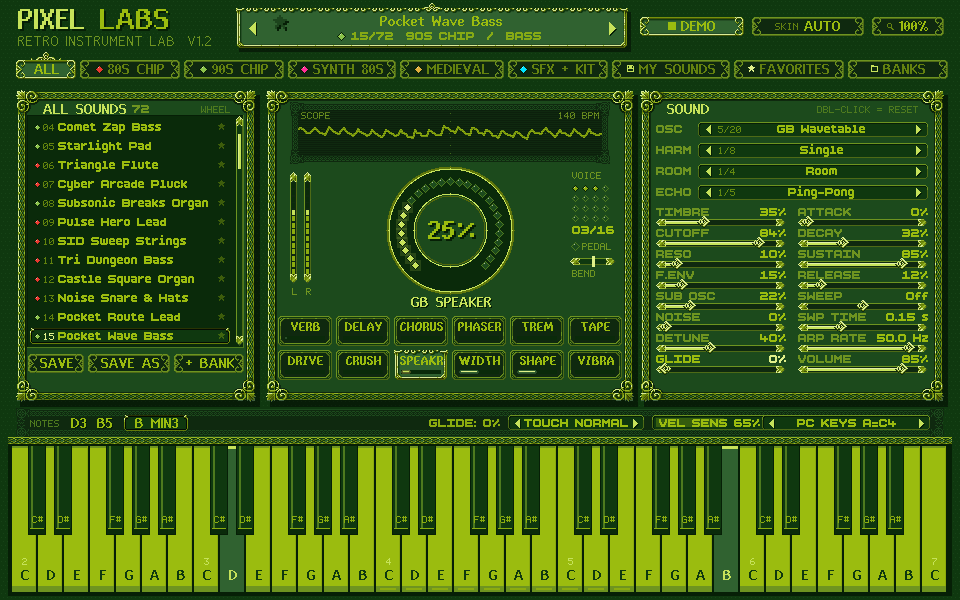 PIXEL LABS
RETRO INSTRUMENT LAB V1.2
Pocket Wave Bass
15/72 90S CHIP / BASS
DEMO
SKIN AUTO
100%
ALL
80S CHIP
90S CHIP
SYNTH 80S
MEDIEVAL
SFX + KIT
MY SOUNDS
FAVORITES
BANKS
ALL SOUNDS 72 WHEEL
04 Comet Zap Bass
05 Starlight Pad
06 Triangle Flute
07 Cyber Arcade Pluck
08 Subsonic Breaks Organ
09 Pulse Hero Lead
10 SID Sweep Strings
11 Tri Dungeon Bass
12 Castle Square Organ
13 Noise Snare & Hats
14 Pocket Route Lead
15 Pocket Wave Bass
SAVE
SAVE AS
+ BANK
SCOPE 140 BPM
L R
25%
GB SPEAKER
VOICE
03/16
PEDAL
BEND
VERB DELAY CHORUS PHASER TREM TAPE
DRIVE CRUSH SPEAKR WIDTH SHAPE VIBRA
SOUND DBL-CLICK = RESET
OSC 5/20 GB Wavetable
HARM 1/8 Single
ROOM 1/4 Room
ECHO 1/5 Ping-Pong
TIMBRE 35% ATTACK 0%
CUTOFF 84% DECAY 32%
RESO 10% SUSTAIN 85%
F.ENV 15% RELEASE 12%
SUB OSC 22% SWEEP Off
NOISE 0% SWP TIME 0.15 s
DETUNE 40% ARP RATE 50.0 Hz
GLIDE 0% VOLUME 85%
NOTES D3 B5 B MIN3
GLIDE: 0% TOUCH NORMAL VEL SENS 65% PC KEYS A=C4
C# D# F# G# A# C# D# F# G# A# C# D# F# G# A# C# D# F# G# A# C# D# F# G# A#
2 3 4 5 6 7
C D E F G A B C D E F G A B C D E F G A B C D E F G A B C D E F G A B C